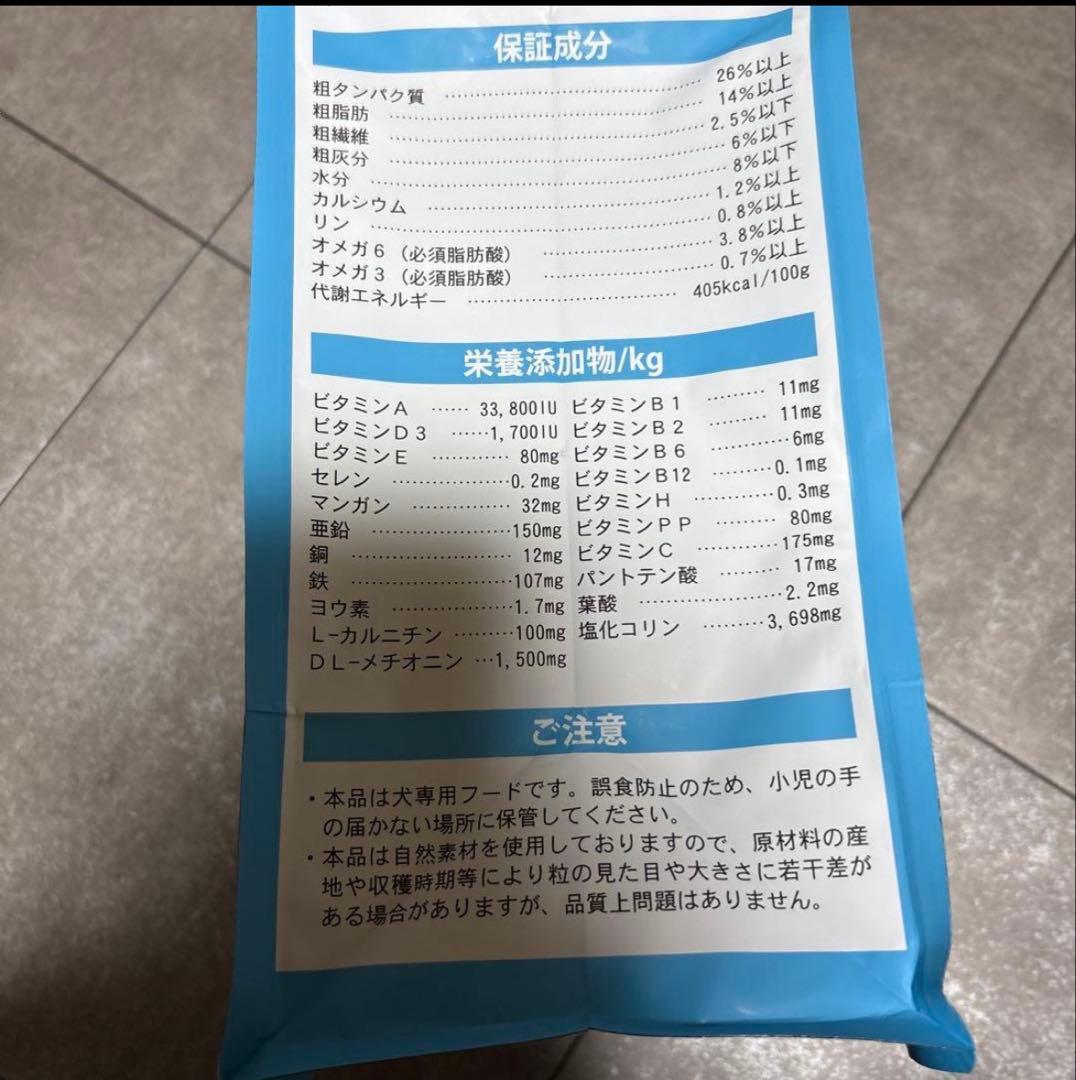 保証成分
粗タンパク質 …………………………… 26%以上
粗脂肪 …………………………… 14%以上
粗繊維 …………………………… 2.5%以下
粗灰分 …………………………… 6%以下
水分 …………………………… 8%以下
カルシウム …………………………… 1.2%以上
リン …………………………… 0.8%以上
オメガ6（必須脂肪酸） ………………… 3.8%以上
オメガ3（必須脂肪酸） ………………… 0.7%以上
代謝エネルギー ………………………… 405kcal/100g
栄養添加物/kg
ビタミンA …… 33,800IU
ビタミンD3 ……1,700IU
ビタミンE ………… 80mg
セレン ………………0.2mg
マンガン …………… 32mg
亜鉛 …………………150mg
銅 …………………… 12mg
鉄 ……………………107mg
ヨウ素 ………………1.7mg
L-カルニチン ………100mg
DL-メチオニン …1,500mg
ビタミンB1 ……… 11mg
ビタミンB2 ……… 11mg
ビタミンB6 …………6mg
ビタミンB12 ………0.1mg
ビタミンH …………0.3mg
ビタミンPP ……… 80mg
ビタミンC …………175mg
パントテン酸 ……… 17mg
葉酸 …………………2.2mg
塩化コリン ………3,698mg
ご注意
・本品は犬専用フードです。誤食防止のため、小児の手
の届かない場所に保管してください。
・本品は自然素材を使用しておりますので、原材料の産
地や収穫時期等により粒の見た目や大きさに若干差が
ある場合がありますが、品質上問題はありません。